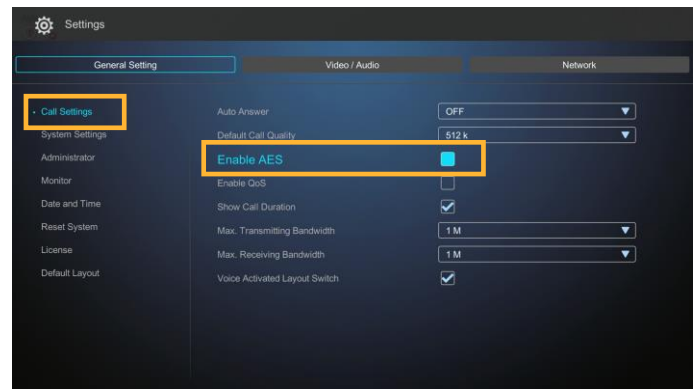 Settings
General Setting Video / Audio Network
Call Settings Auto Answer OFF
System Settings Default Call Quality 512 k
Administrator Enable AES
Monitor Enable QoS
Date and Time Show Call Duration
Reset System Max. Transmitting Bandwidth 1 M
License Max. Receiving Bandwidth 1 M
Default Layout Voice Activated Layout Switch